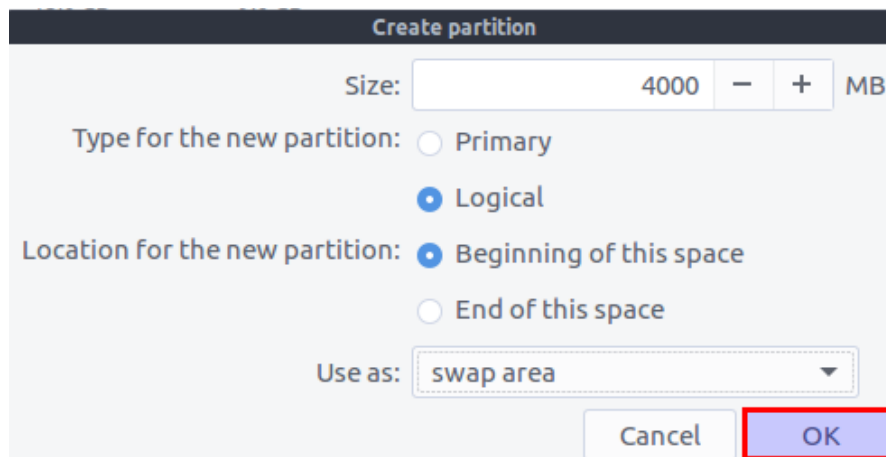 Create partition
Size: 4000 − + MB
Type for the new partition: Primary
Logical
Location for the new partition: Beginning of this space
End of this space
Use as: swap area
Cancel OK